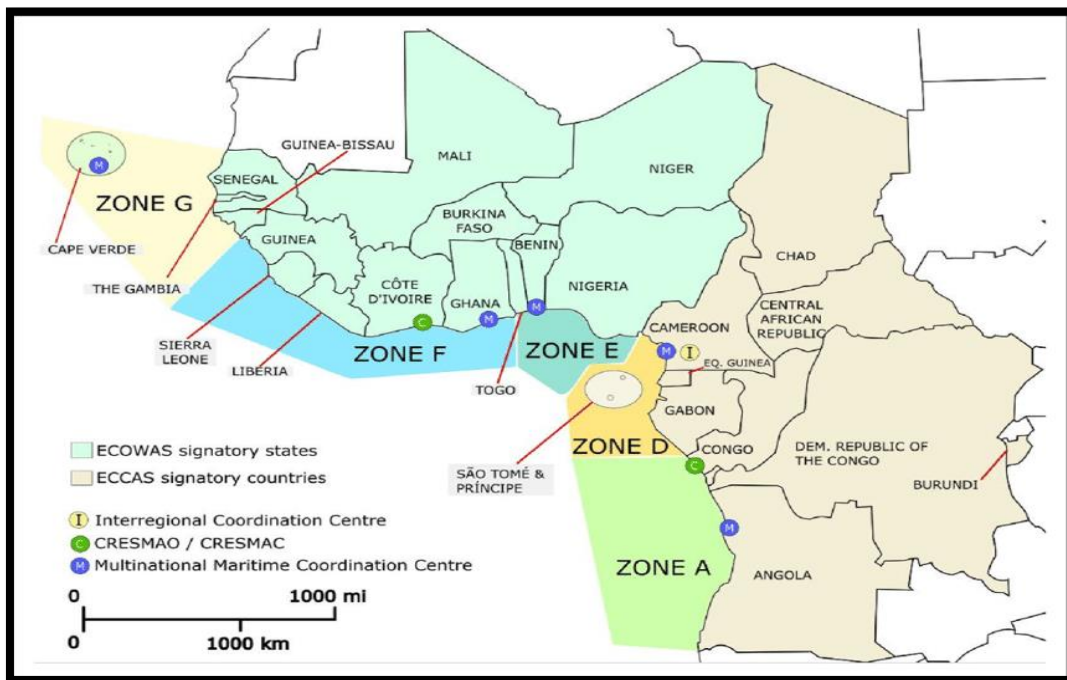 GUINEA-BISSAU
MALI
NIGER
SENEGAL
ZONE G
BURKINA
FASO
CAPE VERDE
GUINEA
BENIN
CHAD
THE GAMBIA
CÔTE
D'IVOIRE
GHANA
NIGERIA
CENTRAL
AFRICAN
REPUBLIC
SIERRA
LEONE
LIBERIA
ZONE F
ZONE E
CAMEROON
TOGO
EQ. GUINEA
GABON
ZONE D
CONGO
DEM. REPUBLIC OF
THE CONGO
SÃO TOMÉ &
PRÍNCIPE
BURUNDI
ZONE A
ANGOLA
M
C
M
M
M
I
C
M
ECOWAS signatory states
ECCAS signatory countries
I Interregional Coordination Centre
C CRESMAO / CRESMAC
M Multinational Maritime Coordination Centre
0 1000 mi
0 1000 km